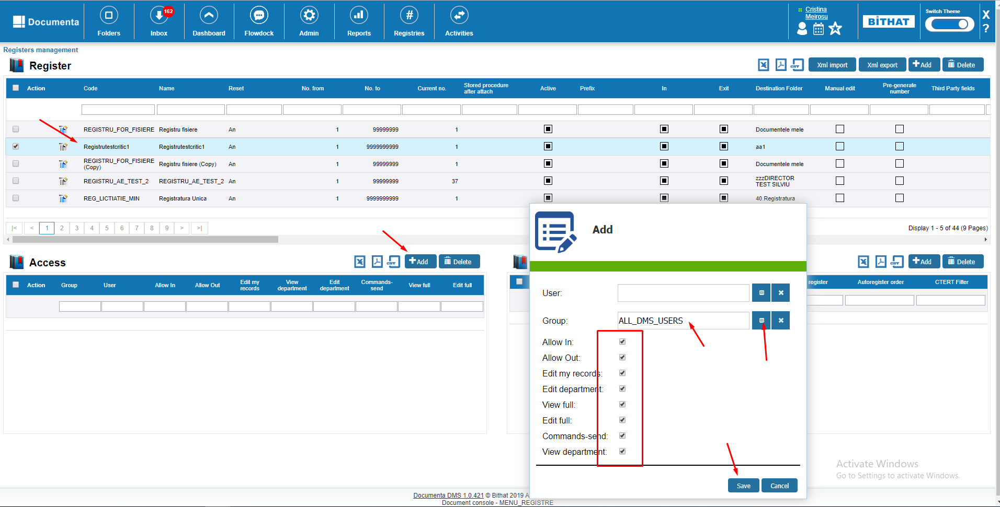 Documenta
Folders
162
Inbox
Dashboard
Flowdock
Admin
Reports
#
Registries
Activities
Cristina
Meirosu
BiTHAT
Switch Theme
X
?
Registers management
Register
Xml import
Xml export
Add
Delete
Action Code Name Reset No. from No. to Current no. Stored procedure after attach Active Prefix In Exit Destination Folder Manual edit Pre-generate number Third Party fields
REGISTRU_FOR_FISIERE Registru fisiere An 1 99999999 1 Documentele mele
Registrutestcritic1 Registrutestcritic1 An 1 9999999999 1 aa1
REGISTRU_FOR_FISIERE (Copy) Registru fisiere (Copy) An 1 99999999 1 Documentele mele
REGISTRU_AE_TEST_2 REGISTRU_AE_TEST_2 An 1 99999999 37 zzzDIRECTOR TEST SILVIU
REG_LICTIATIE_MIN Registratura Unica An 1 9999999999 1 40.Registratura
|< < 1 2 3 4 5 6 7 8 9 > >|
Display 1 - 5 of 44 (9 Pages)
Access
CSV
Add
Delete
Action Group User Allow In Allow Out Edit my records View department Edit department Commands-send View full Edit full
CSV
Add
Delete
register Autoregister order CTERT Filter
Add
User:
Group: ALL_DMS_USERS
Allow In:
Allow Out:
Edit my records:
Edit department:
View full:
Edit full:
Commands-send:
View department:
Save
Cancel
Activate Windows
Go to Settings to activate Windows.
Documenta DMS 1.0.421 © Bithat 2019 A
Document console - MENU_REGISTRE